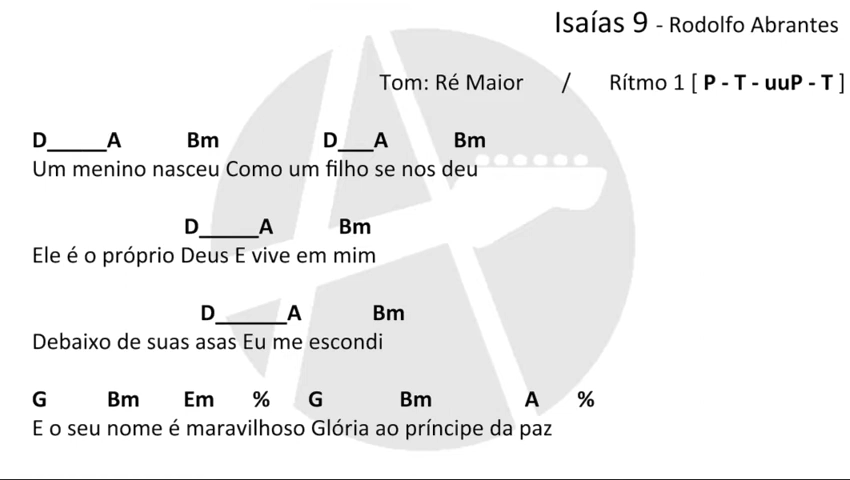 Isaías 9 - Rodolfo Abrantes
Tom: Ré Maior / Rítmo 1 [ P - T - uuP - T ]
D_____A Bm D___A Bm
Um menino nasceu Como um filho se nos deu
D_____A Bm
Ele é o próprio Deus E vive em mim
D______A Bm
Debaixo de suas asas Eu me escondi
G Bm Em % G Bm A %
E o seu nome é maravilhoso Glória ao príncipe da paz